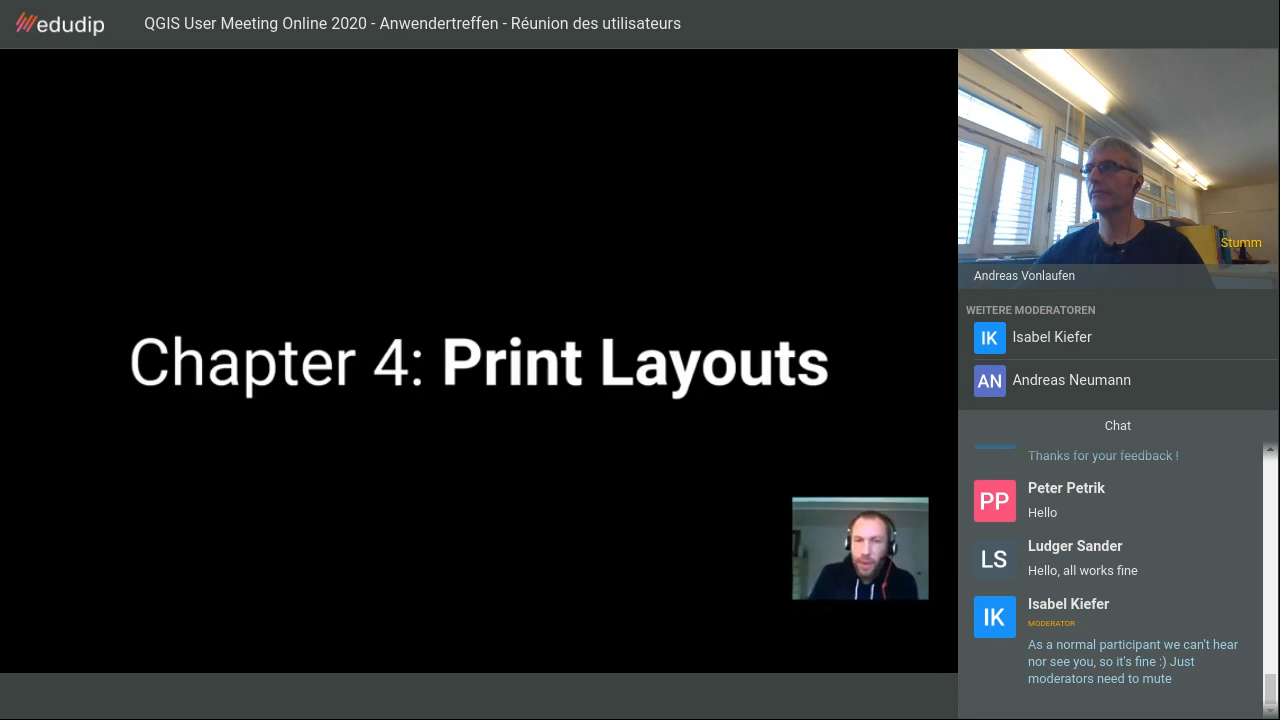 edudip
QGIS User Meeting Online 2020 - Anwendertreffen - Réunion des utilisateurs
Chapter 4: Print Layouts
Stumm
Andreas Vonlaufen
WEITERE MODERATOREN
IK Isabel Kiefer
AN Andreas Neumann
Chat
Thanks for your feedback !
PP Peter Petrik
Hello
LS Ludger Sander
Hello, all works fine
IK Isabel Kiefer
MODERATOR
As a normal participant we can't hear
nor see you, so it's fine :) Just
moderators need to mute